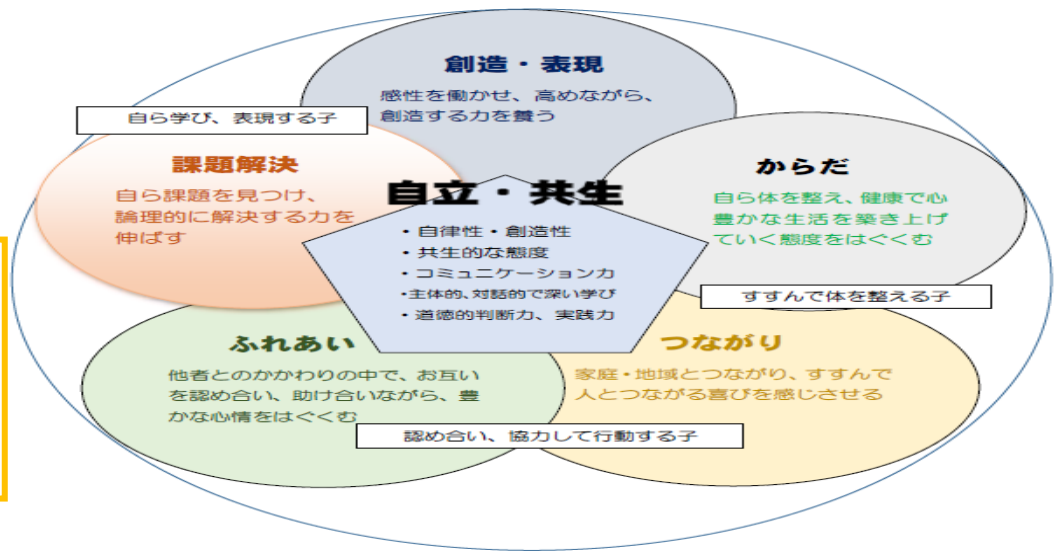 創造・表現
感性を働かせ、高めながら、
創造する力を養う
自ら学び、表現する子
課題解決
自ら課題を見つけ、
論理的に解決する力を
伸ばす
からだ
自ら体を整え、健康で心
豊かな生活を築き上げ
ていく態度をはぐくむ
自立・共生
・自律性・創造性
・共生的な態度
・コミュニケーション力
・主体的、対話的で深い学び
・道徳的判断力、実践力
すすんで体を整える子
ふれあい
他者とのかかわりの中で、お互い
を認め合い、助け合いながら、豊
かな心情をはぐくむ
つながり
家庭・地域とつながり、すすんで
人とつながる喜びを感じさせる
認め合い、協力して行動する子